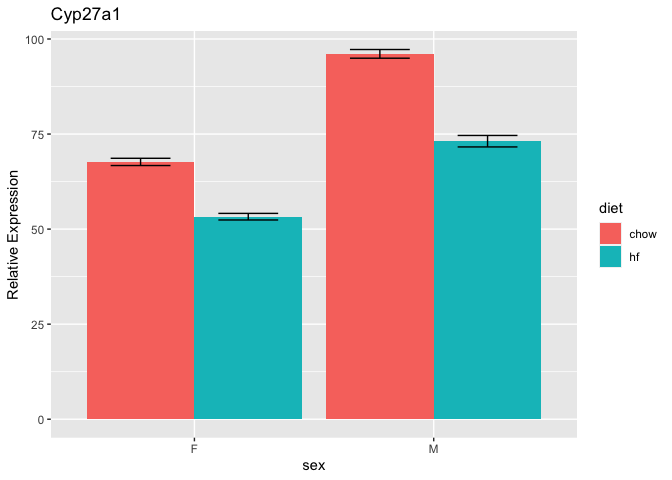 Cyp27a1
100
75
50
25
0
Relative Expression
F
M
sex
diet
chow
hf